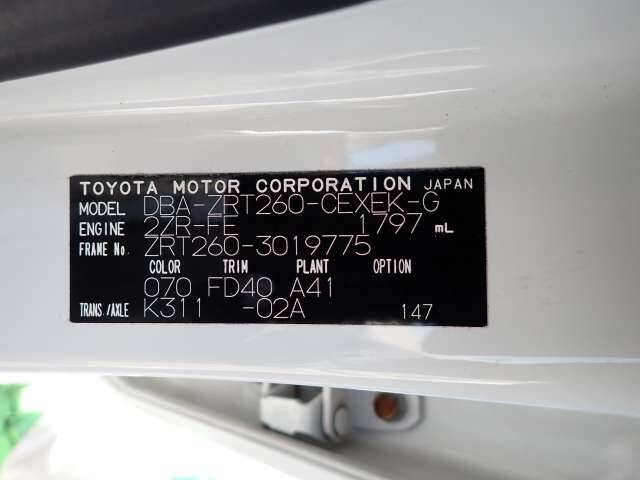 TOYOTA MOTOR CORPORATION JAPAN
MODEL DBA-ZRT260-CEXEK-G
ENGINE 2ZR-FE 1797 mL
FRAME No. ZRT260-3019775
COLOR TRIM PLANT OPTION
070 FD40 A41
TRANS./AXLE K311 -02A 147